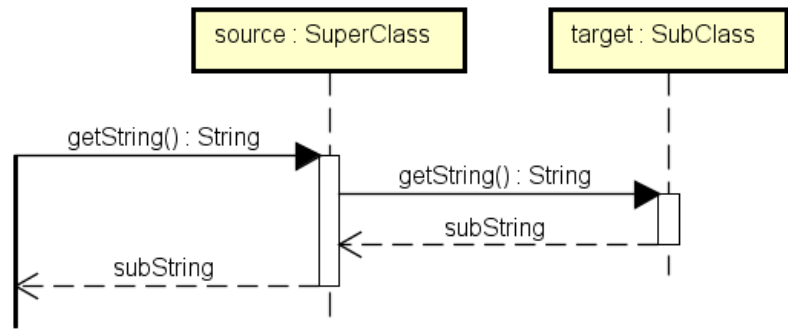 source : SuperClass
target : SubClass
getString() : String
getString() : String
subString
subString